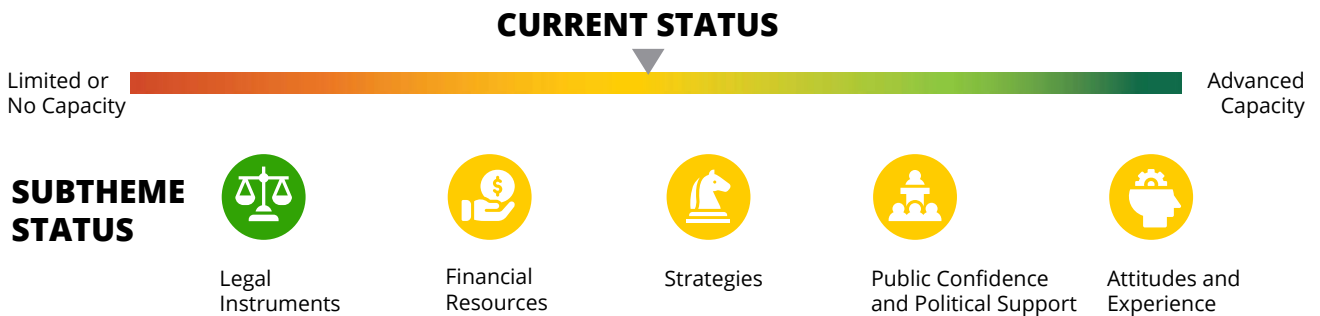 CURRENT STATUS
Limited or
No Capacity
Advanced
Capacity
SUBTHEME
STATUS
$
Legal
Instruments
Financial
Resources
Strategies
Public Confidence
and Political Support
Attitudes and
Experience